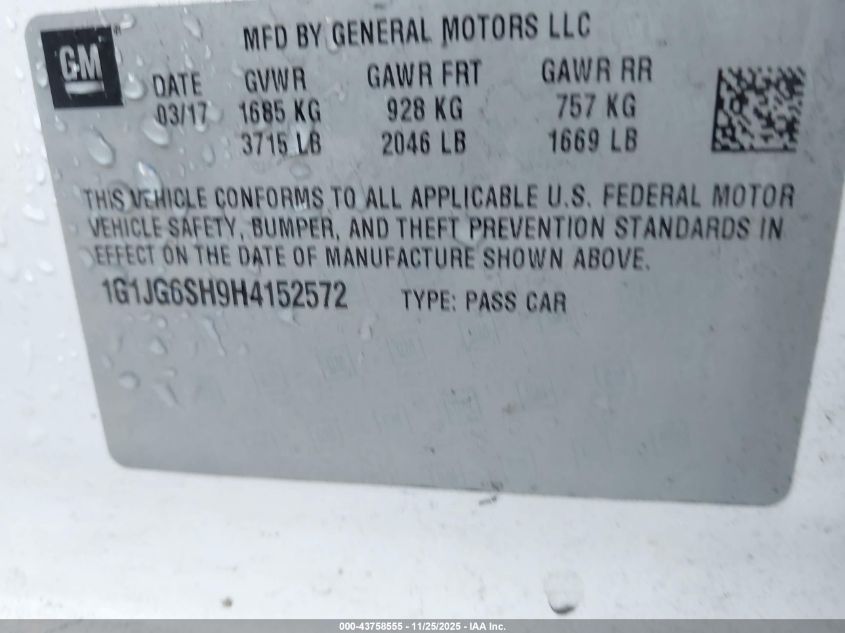 GM
MFD BY GENERAL MOTORS LLC
DATE GVWR GAWR FRT GAWR RR
03/17 1685 KG 928 KG 757 KG
3715 LB 2046 LB 1669 LB
THIS VEHICLE CONFORMS TO ALL APPLICABLE U.S. FEDERAL MOTOR
VEHICLE SAFETY, BUMPER, AND THEFT PREVENTION STANDARDS IN
EFFECT ON THE DATE OF MANUFACTURE SHOWN ABOVE.
1G1JG6SH9H4152572 TYPE: PASS CAR
000-43758555 - 11/25/2025 - IAA Inc.